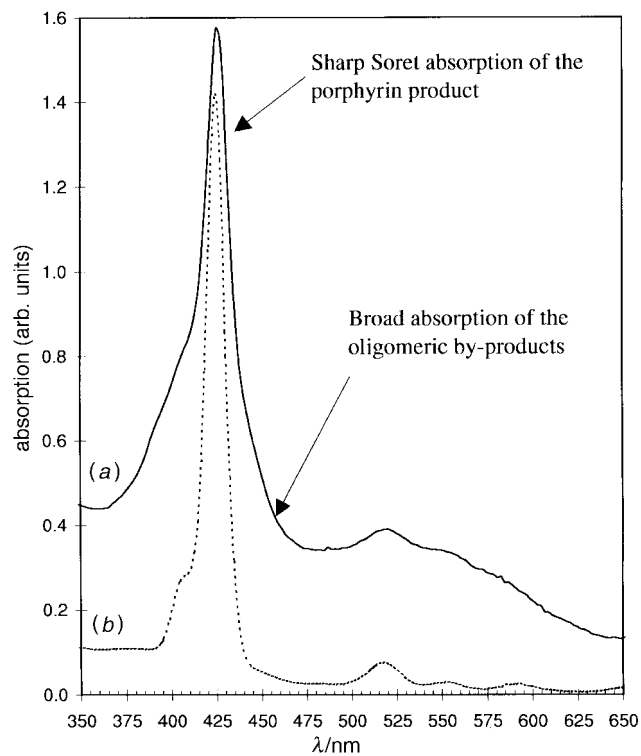 1.6
1.4
1.2
1.0
0.8
0.6
0.4
0.2
0.0
absorption (arb. units)
Sharp Soret absorption of the
porphyrin product
Broad absorption of the
oligomeric by-products
(a)
(b)
350 375 400 425 450 475 500 525 550 575 600 625 650
λ/nm